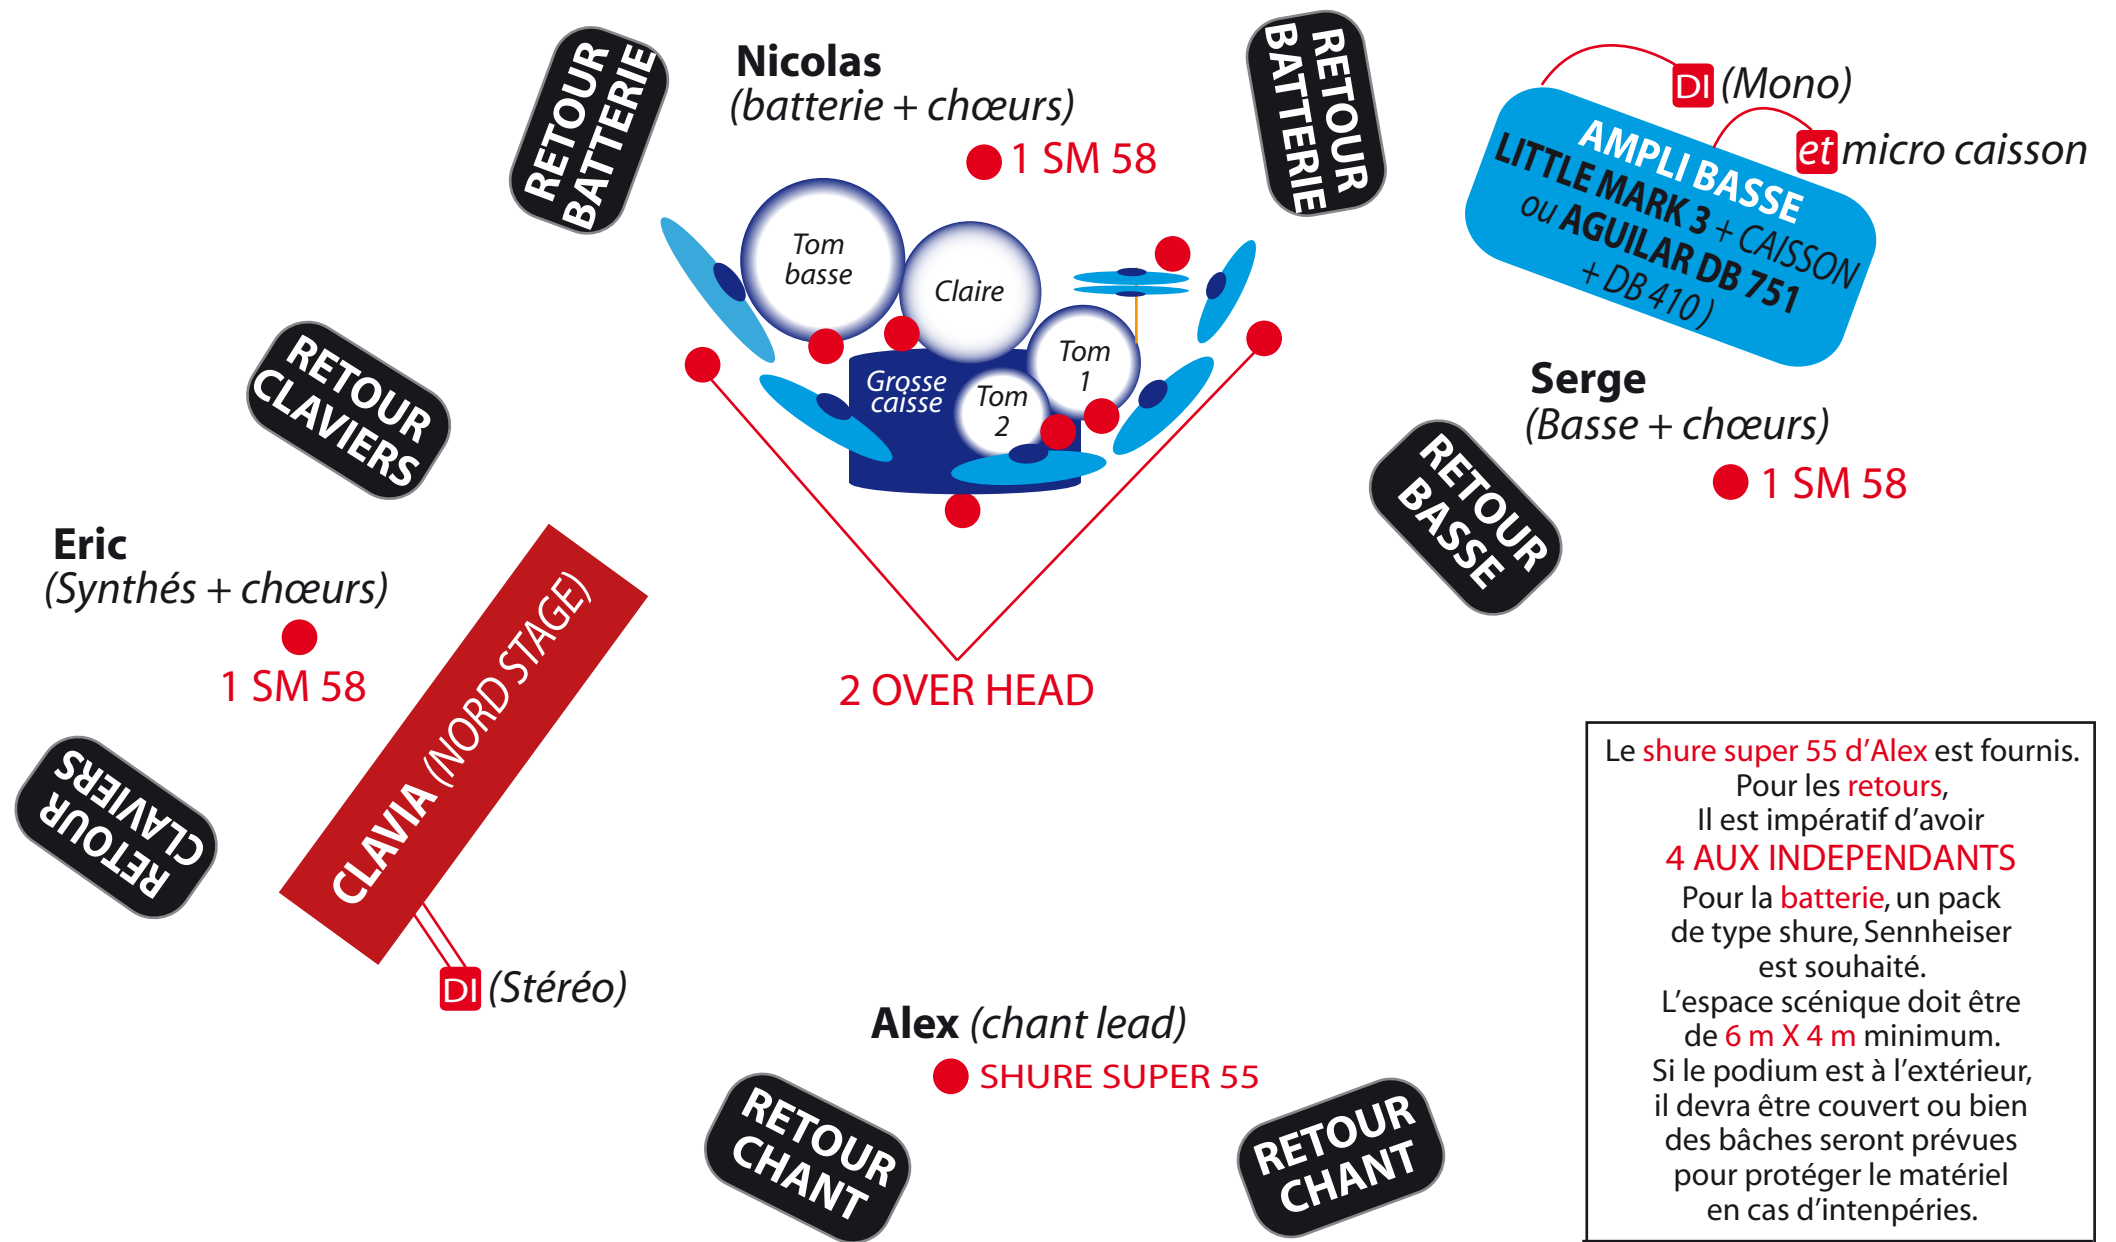 RETOUR
BATTERIE
Nicolas
(batterie + chœurs)
1 SM 58
RETOUR
BATTERIE
DI (Mono)
et micro caisson
AMPLI BASSE
LITTLE MARK 3 + CAISSON
ou AGUILAR DB 751
+ DB 410 )
Tom
basse
Claire
Tom
1
Grosse
caisse
Tom
2
RETOUR
CLAVIERS
Serge
(Basse + chœurs)
1 SM 58
RETOUR
BASSE
Eric
(Synthés + chœurs)
1 SM 58
CLAVIA (NORD STAGE)
2 OVER HEAD
RETOUR
CLAVIERS
DI (Stéréo)
Alex (chant lead)
SHURE SUPER 55
RETOUR
CHANT
RETOUR
CHANT
Le shure super 55 d’Alex est fournis.
Pour les retours,
Il est impératif d’avoir
4 AUX INDEPENDANTS
Pour la batterie, un pack
de type shure, Sennheiser
est souhaité.
L’espace scénique doit être
de 6 m X 4 m minimum.
Si le podium est à l’extérieur,
il devra être couvert ou bien
des bâches seront prévues
pour protéger le matériel
en cas d’intenpéries.